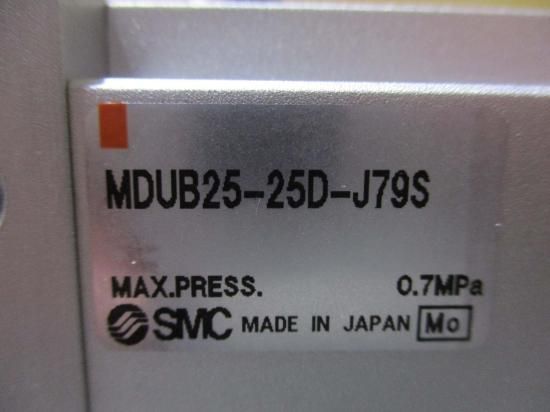 MDUB25-25D-J79S
MAX.PRESS. 0.7MPa
SMC MADE IN JAPAN Mo